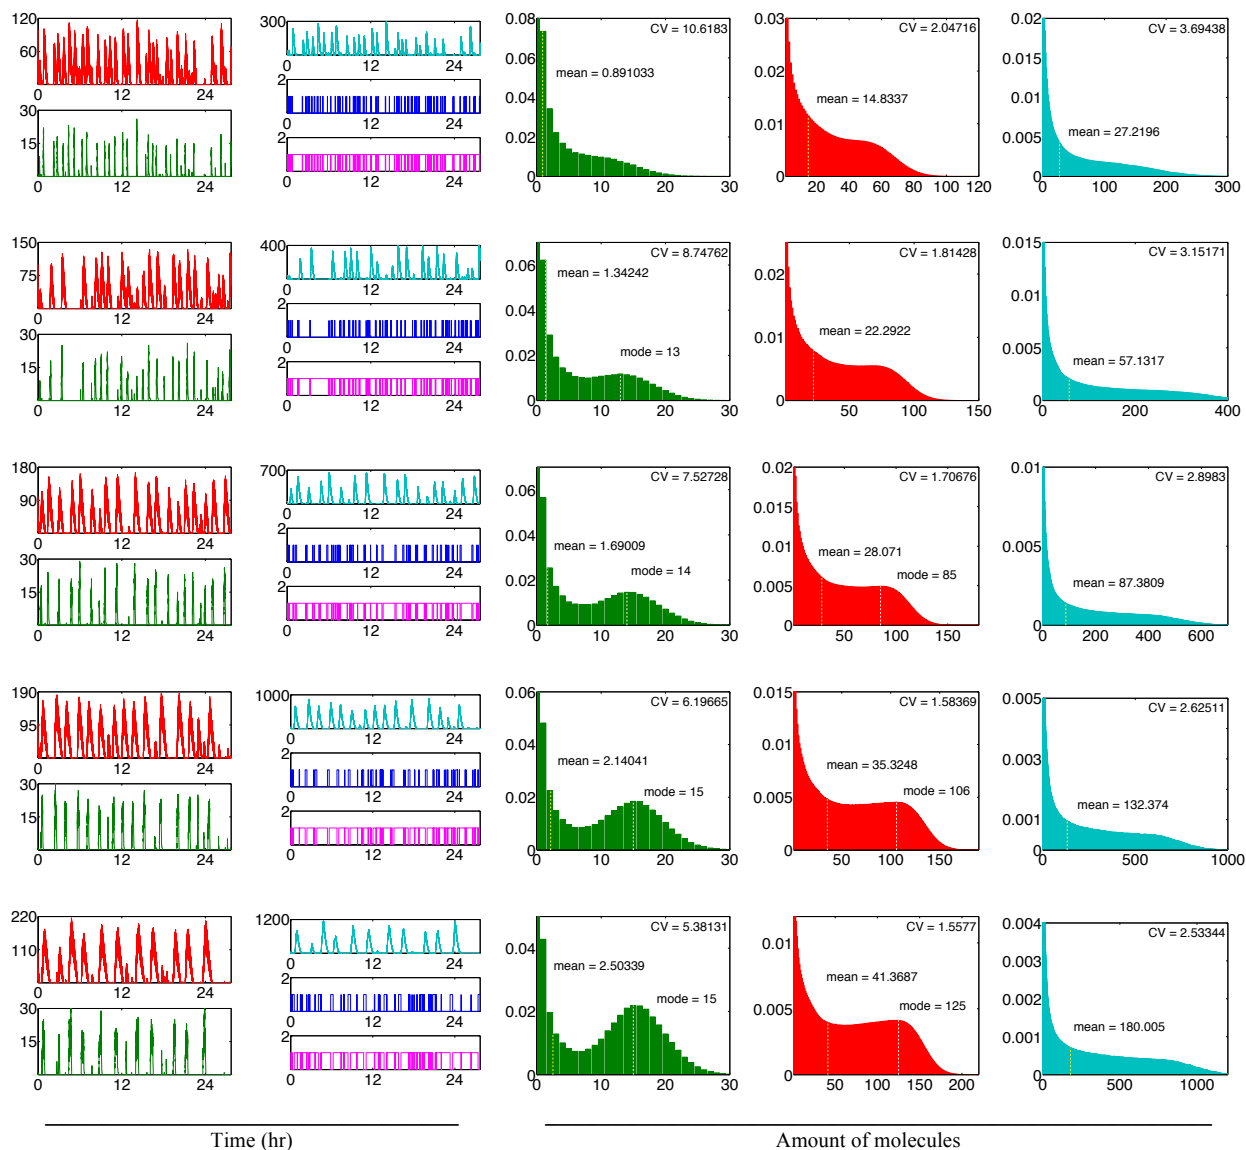 120
60
0 12 24
30
15
0 12 24
300
0 12 24
2
0 12 24
2
0 12 24
0.08
0.06
0.04
0.02
0
0 10 20 30
CV = 10.6183
mean = 0.891033
0.03
0.02
0.01
0
20 40 60 80 100 120
CV = 2.04716
mean = 14.8337
0.02
0.015
0.01
0.005
0
0 100 200 300
CV = 3.69438
mean = 27.2196
150
75
0 12 24
30
15
0 12 24
400
0 12 24
2
0 12 24
2
0 12 24
0.06
0.04
0.02
0
0 10 20 30
CV = 8.74762
mean = 1.34242
mode = 13
0.02
0.01
0
50 100 150
CV = 1.81428
mean = 22.2922
0.015
0.01
0.005
0
0 200 400
CV = 3.15171
mean = 57.1317
180
90
0 12 24
30
15
0 12 24
700
0 12 24
2
0 12 24
2
0 12 24
0.06
0.04
0.02
0
0 10 20 30
CV = 7.52728
mean = 1.69009
mode = 14
0.02
0.015
0.01
0.005
0
50 100 150
CV = 1.70676
mean = 28.071
mode = 85
0.01
0.005
0
0 200 400 600
CV = 2.8983
mean = 87.3809
190
95
0 12 24
30
15
0 12 24
1000
0 12 24
2
0 12 24
2
0 12 24
0.06
0.04
0.02
0
0 10 20 30
CV = 6.19665
mean = 2.14041
mode = 15
0.015
0.01
0.005
0
50 100 150
CV = 1.58369
mean = 35.3248
mode = 106
0.005
0.004
0.003
0.002
0.001
0
0 500 1000
CV = 2.62511
mean = 132.374
220
110
0 12 24
30
15
0 12 24
1200
0 12 24
2
0 12 24
2
0 12 24
0.04
0.02
0
0 10 20 30
CV = 5.38131
mean = 2.50339
mode = 15
0.01
0.005
0
50 100 150 200
CV = 1.5577
mean = 41.3687
mode = 125
0.004
0.003
0.002
0.001
0
0 500 1000
CV = 2.53344
mean = 180.005
Time (hr)
Amount of molecules